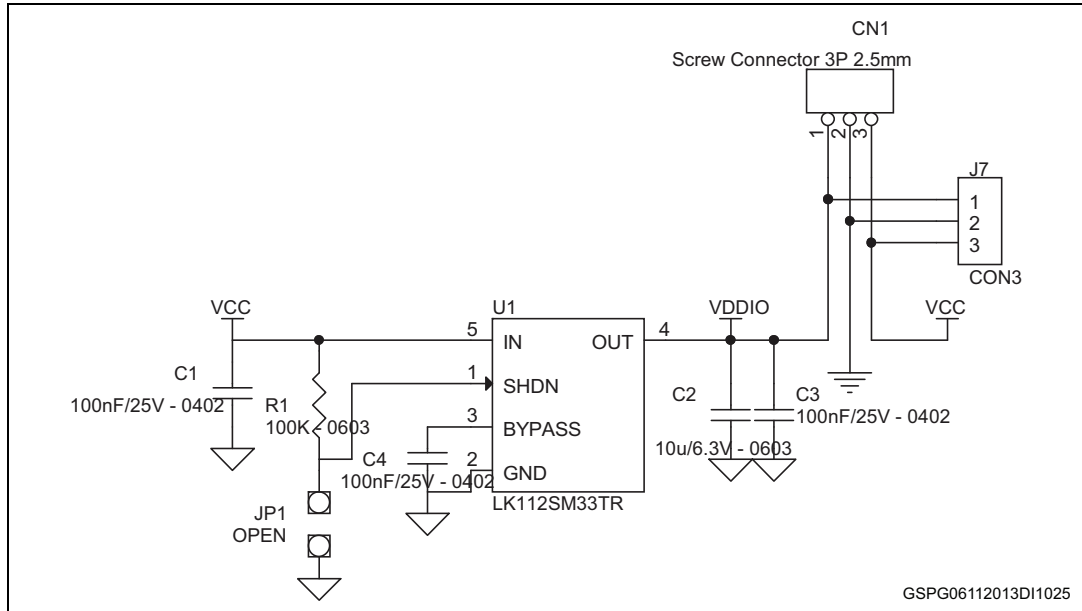 CN1
Screw Connector 3P 2.5mm
1
2
3
J7
1
2
3
CON3
VCC
U1
VDDIO
VCC
5
IN
OUT
4
C1
100nF/25V - 0402
R1
100K - 0603
1
SHDN
C2
10u/6.3V - 0603
C3
100nF/25V - 0402
3
BYPASS
C4
100nF/25V - 0402
2
GND
LK112SM33TR
JP1
OPEN
GSPG06112013DI1025